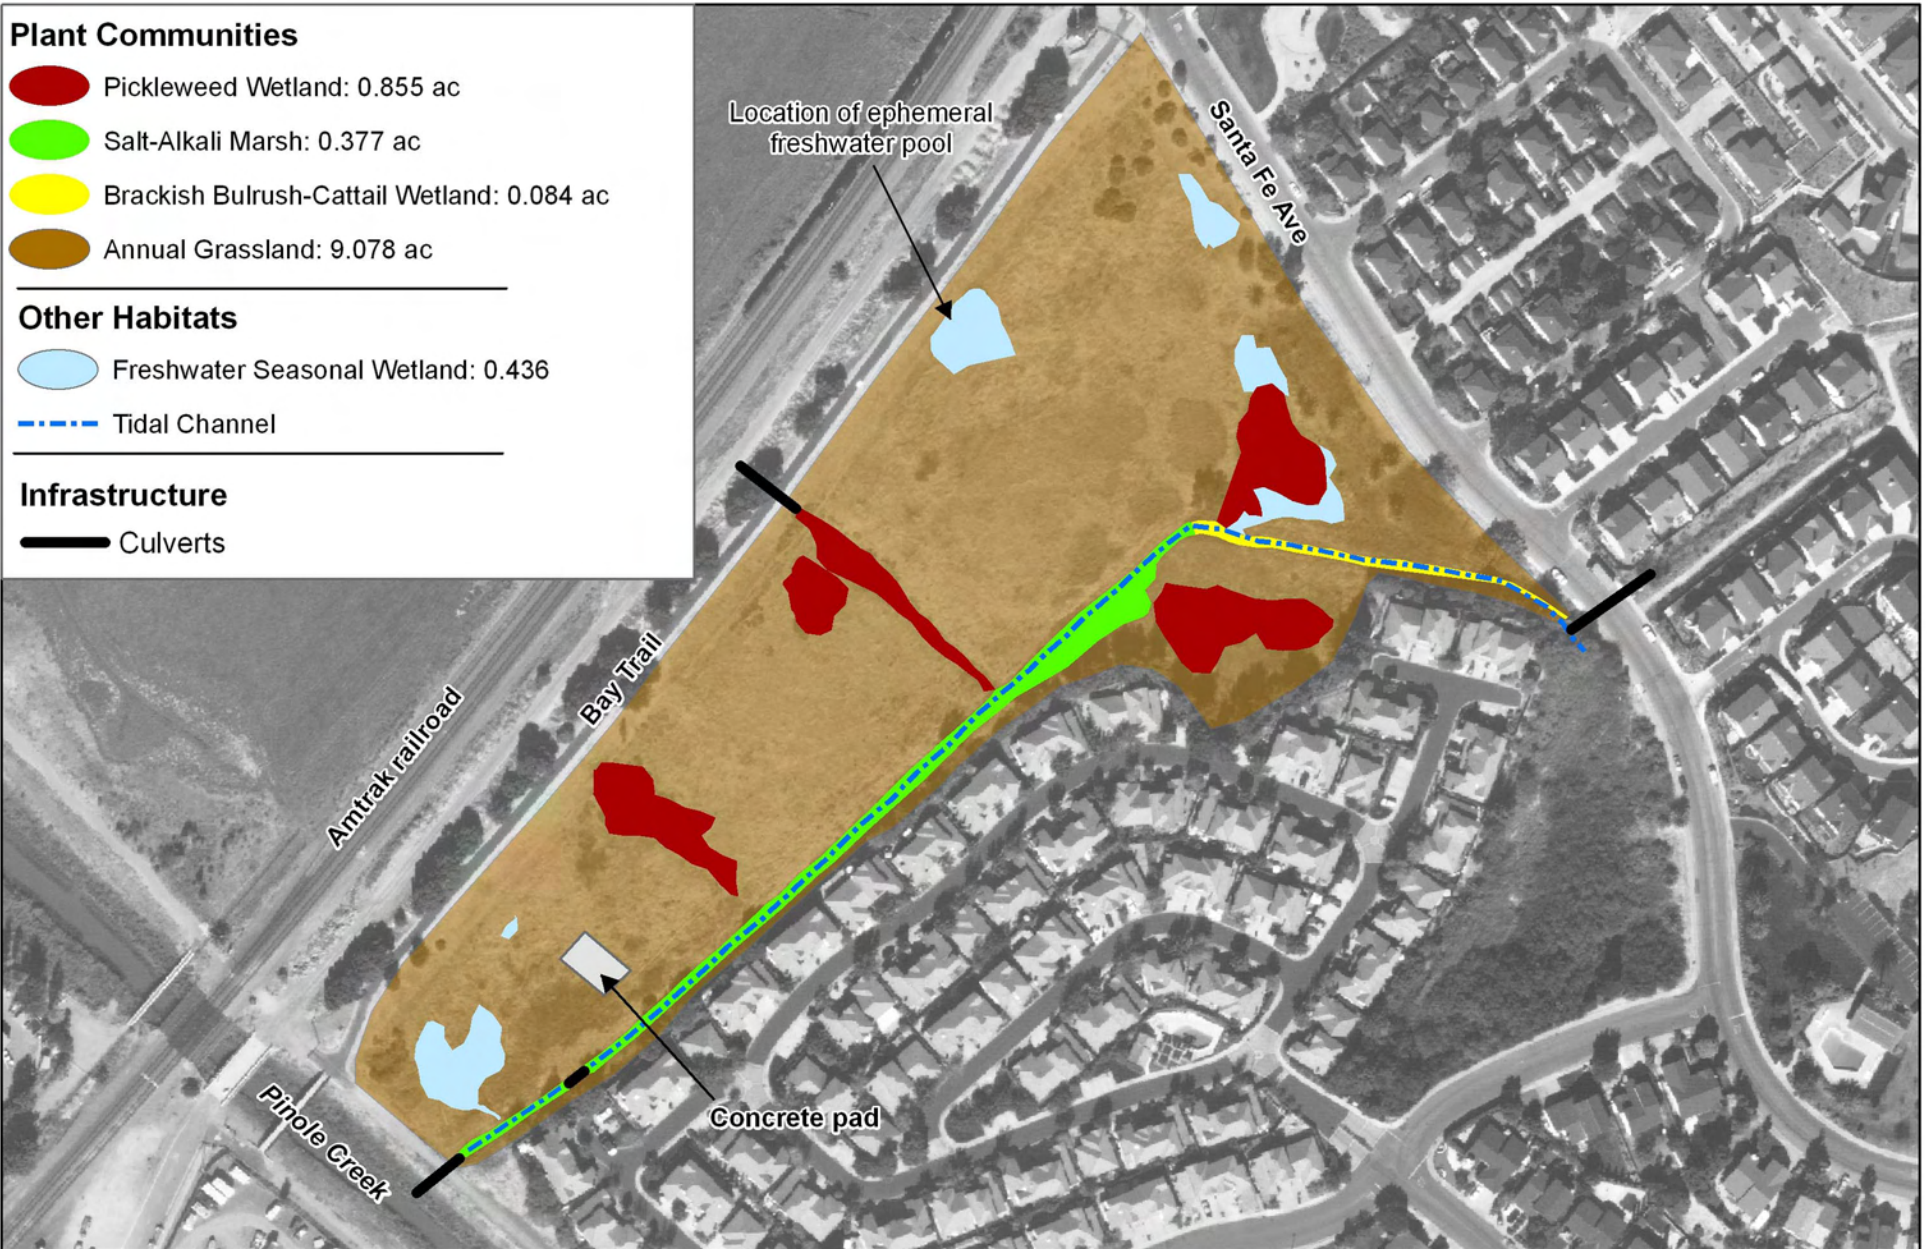 Plant Communities
Pickleweed Wetland: 0.855 ac
Salt-Alkali Marsh: 0.377 ac
Brackish Bulrush-Cattail Wetland: 0.084 ac
Annual Grassland: 9.078 ac
Other Habitats
Freshwater Seasonal Wetland: 0.436
Tidal Channel
Infrastructure
Culverts
Location of ephemeral
freshwater pool
Santa Fe Ave
Bay Trail
Amtrak railroad
Pinole Creek
Concrete pad